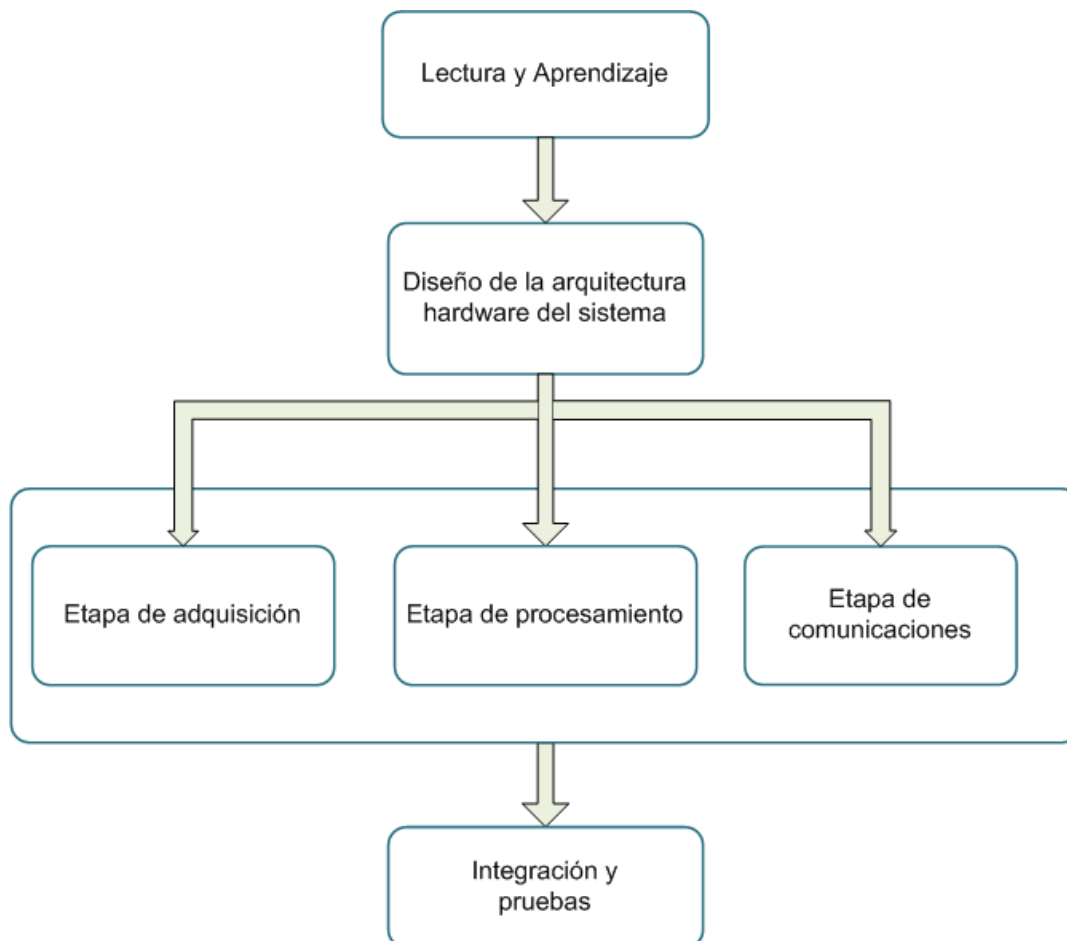 Lectura y Aprendizaje
Diseño de la arquitectura
hardware del sistema
Etapa de adquisición
Etapa de procesamiento
Etapa de
comunicaciones
Integración y
pruebas